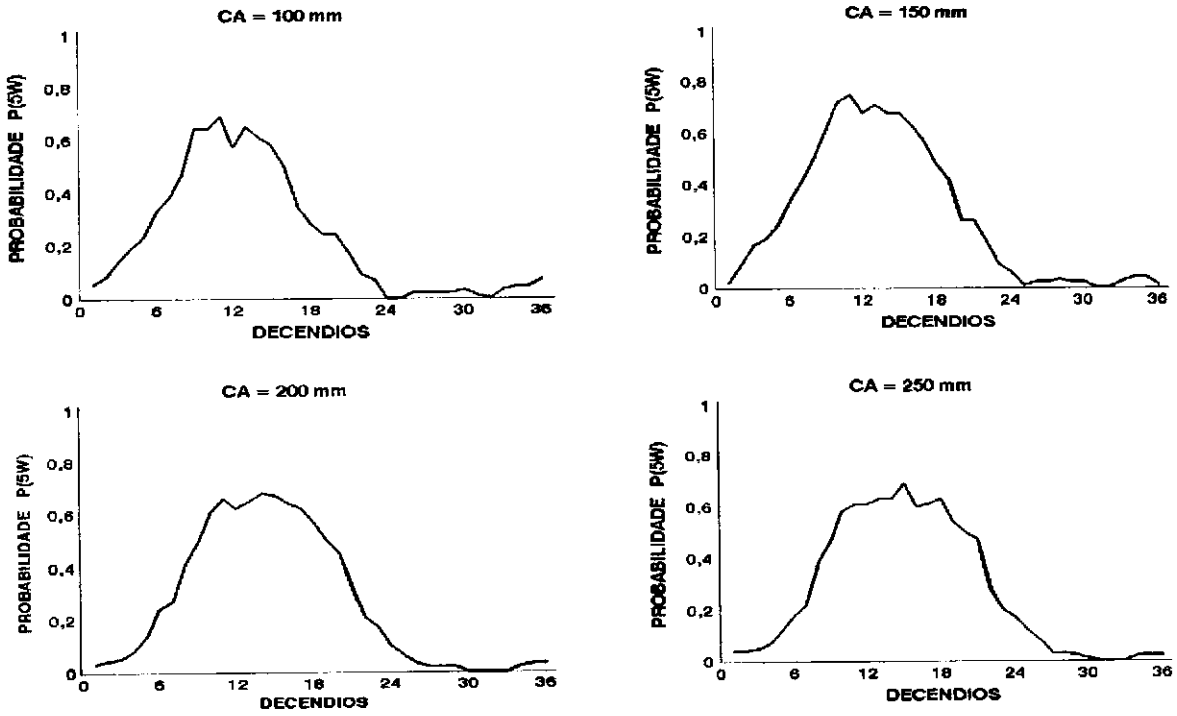 CA = 100 mm
PROBABILIDADE P(5W)
1
0,8
0,6
0,4
0,2
0
0 6 12 18 24 30 36
DECENDIOS
CA = 150 mm
PROBABILIDADE P(5W)
1
0,8
0,6
0,4
0,2
0
0 6 12 18 24 30 36
DECENDIOS
CA = 200 mm
PROBABILIDADE P(5W)
1
0,8
0,6
0,4
0,2
0
0 6 12 18 24 30 36
DECENDIOS
CA = 250 mm
PROBABILIDADE P(5W)
1
0,8
0,6
0,4
0,2
0
0 6 12 18 24 30 36
DECENDIOS